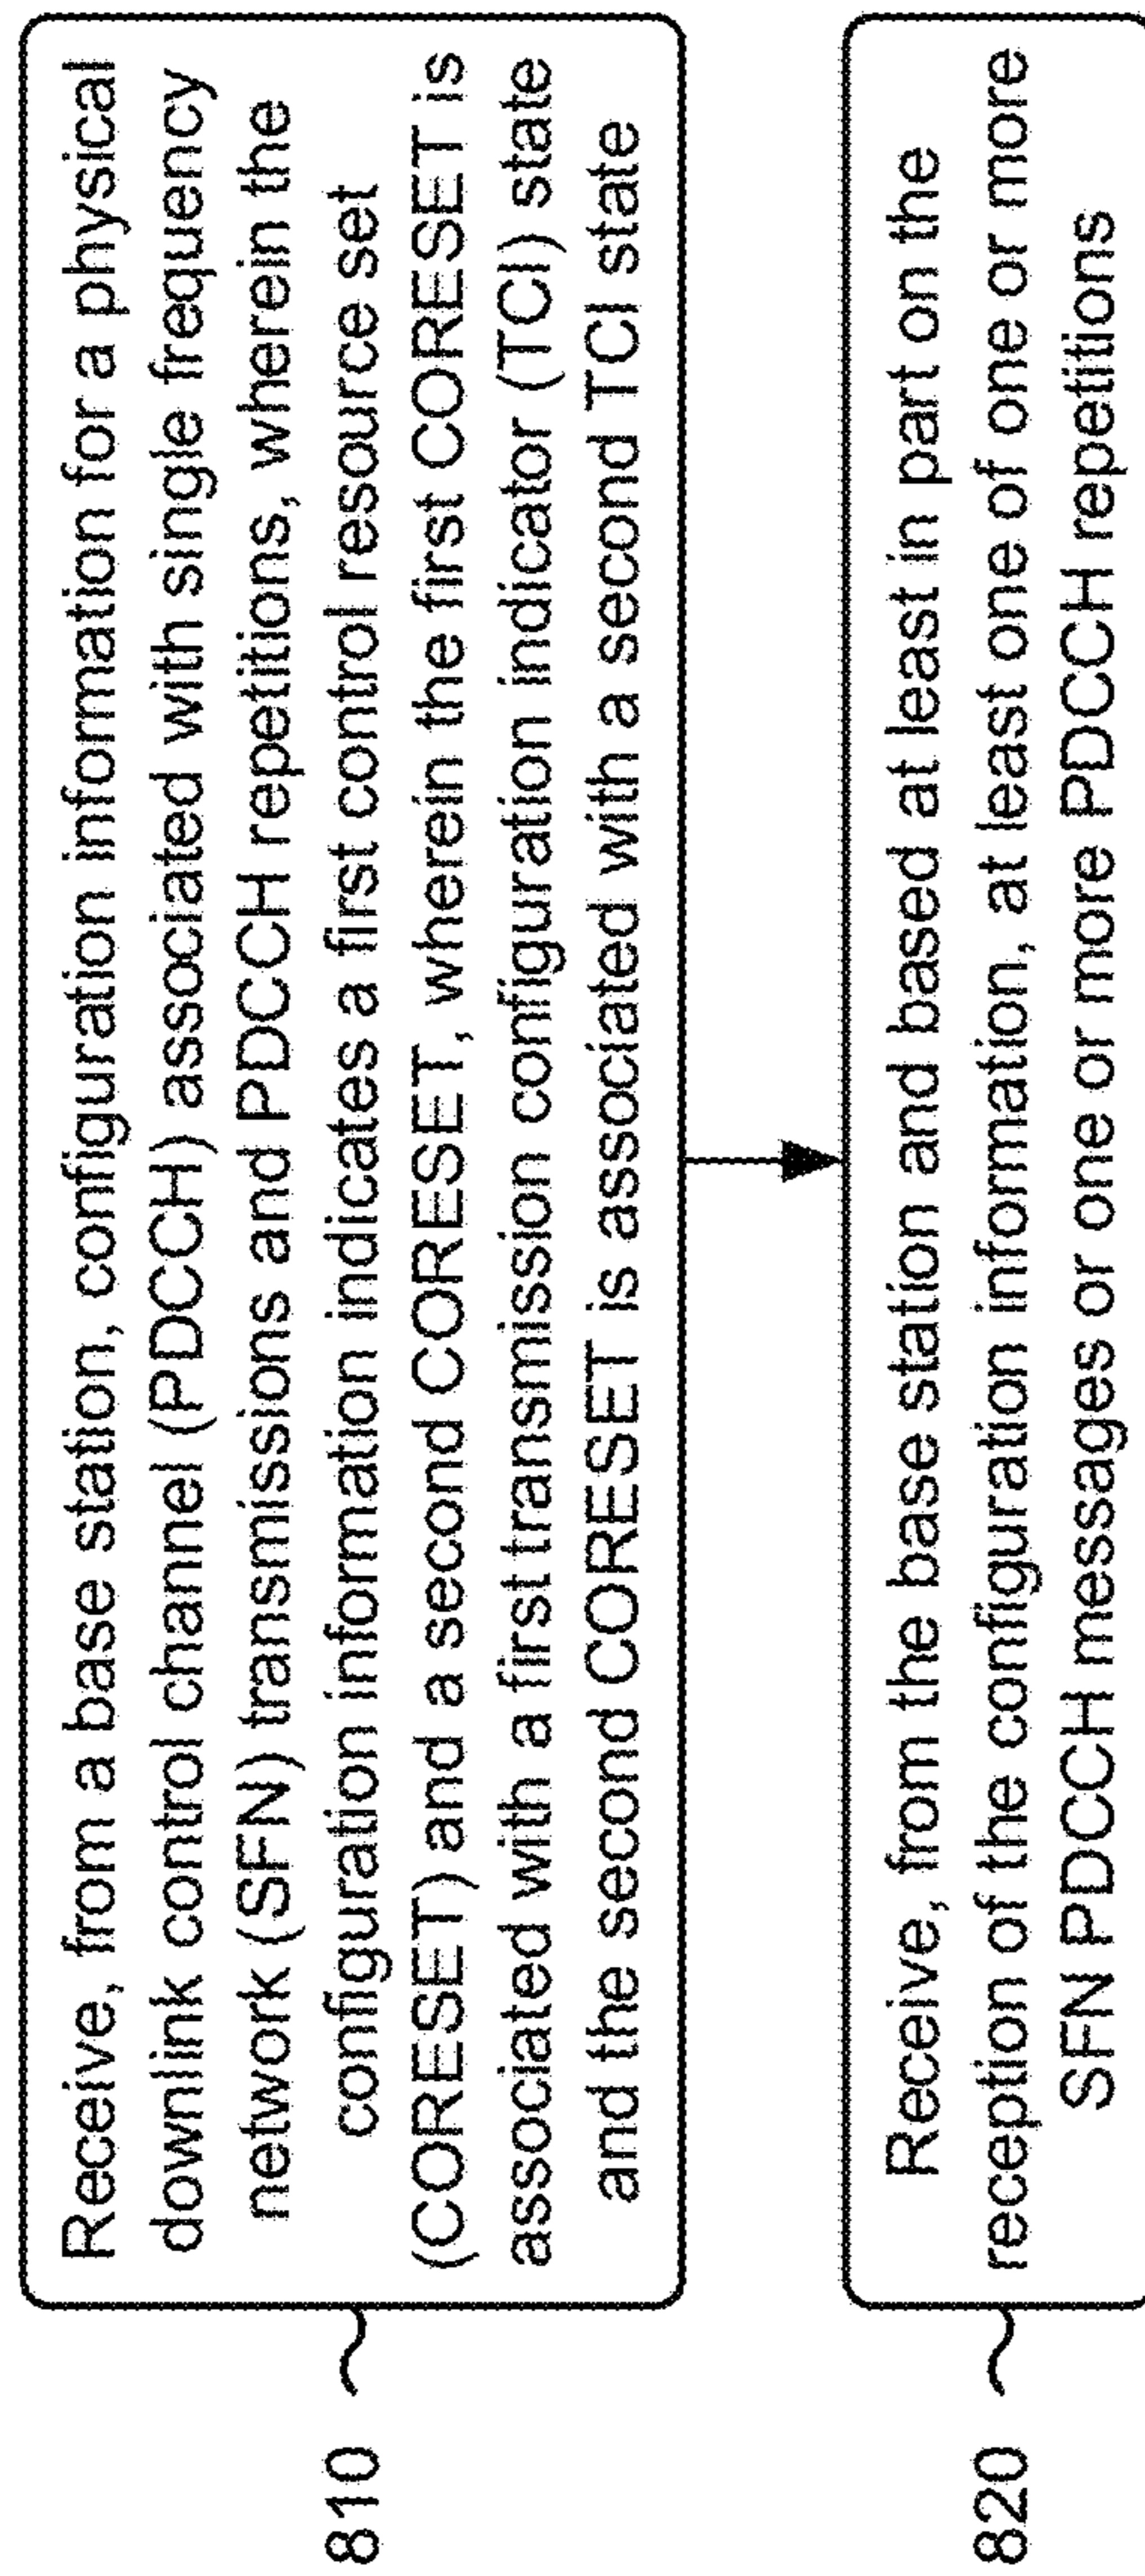 810
Receive, from a base station, configuration information for a physical
downlink control channel (PDCCH) associated with single frequency
network (SFN) transmissions and PDCCH repetitions, wherein the
configuration information indicates a first control resource set
(CORESET) and a second CORESET, wherein the first CORESET is
associated with a first transmission configuration indicator (TCI) state
and the second CORESET is associated with a second TCI state
820
Receive, from the base station and based at least in part on the
reception of the configuration information, at least one of one or more
SFN PDCCH messages or one or more PDCCH repetitions